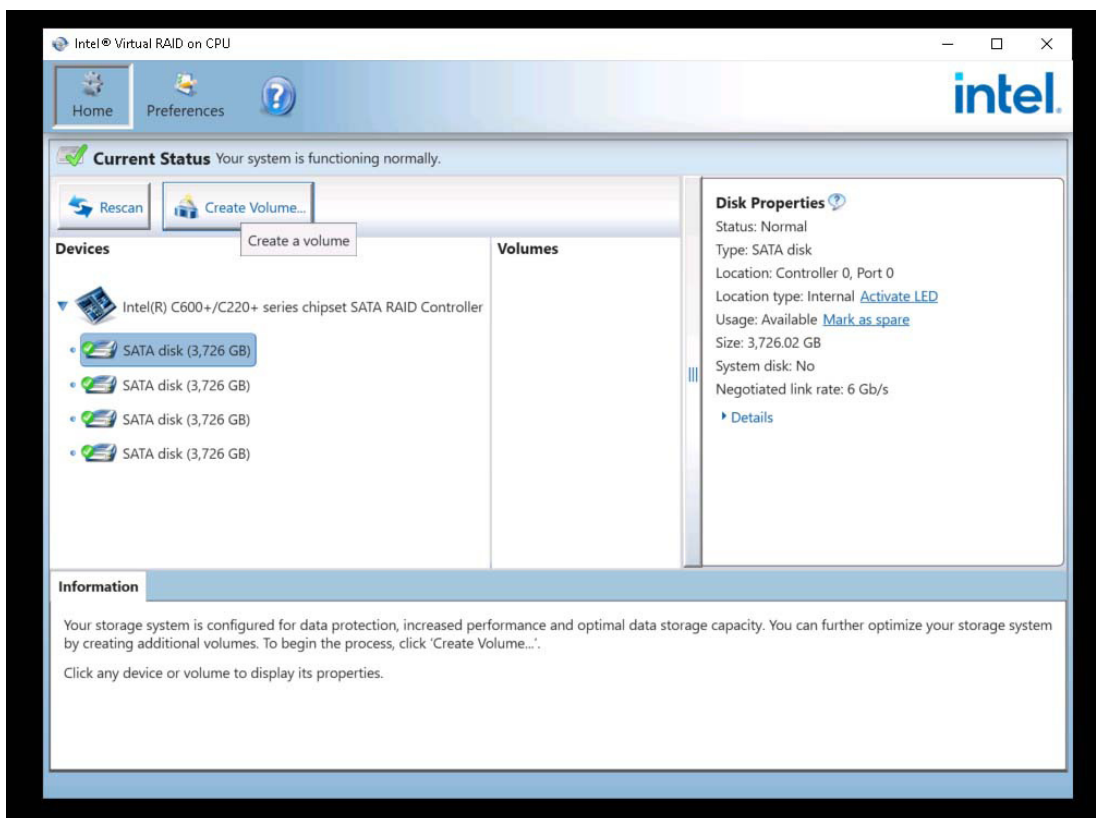 Intel® Virtual RAID on CPU
Home
Preferences
?
intel.
Current Status Your system is functioning normally.
Rescan
Create Volume...
Create a volume
Devices
Intel(R) C600+/C220+ series chipset SATA RAID Controller
SATA disk (3,726 GB)
SATA disk (3,726 GB)
SATA disk (3,726 GB)
SATA disk (3,726 GB)
Volumes
Disk Properties ?
Status: Normal
Type: SATA disk
Location: Controller 0, Port 0
Location type: Internal Activate LED
Usage: Available Mark as spare
Size: 3,726.02 GB
System disk: No
Negotiated link rate: 6 Gb/s
Details
Information
Your storage system is configured for data protection, increased performance and optimal data storage capacity. You can further optimize your storage system
by creating additional volumes. To begin the process, click 'Create Volume...'.
Click any device or volume to display its properties.